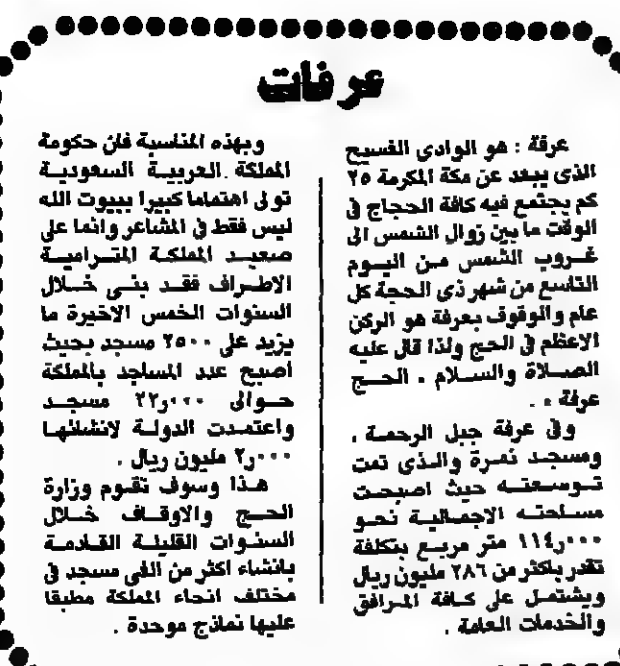 عرفات
عرفة : هو الوادى الفسيح
الذى يبعد عن مكة المكرمة ٢٥
كم يجتمع فيه كافة الحجاج فى
الوقت ما بين زوال الشمس الى
غروب الشمس من اليوم
التاسع من شهر ذى الحجة كل
عام والوقوف بعرفة هو الركن
الاعظم فى الحج ولذا قال عليه
الصلاة والسلام « الحج
عرفة » .
وفى عرفة جبل الرحمة ،
ومسجد نمرة والذى تمت
توسعته حيث اصبحت
مساحته الاجمالية نحو
١١٤ر٠٠٠ متر مربع بتكلفة
تقدر باكثر من ٢٨٦ مليون ريال
ويشتمل على كافة المرافق
والخدمات العامة .
وبهذه المناسبة فان حكومة
المملكة العربية السعودية
تولى اهتماما كبيرا ببيوت الله
ليس فقط فى المشاعر وانما على
صعيد المملكة المترامية
الاطراف فقد بنى خلال
السنوات الخمس الاخيرة ما
يزيد على ٢٥٠٠ مسجد بحيث
أصبح عدد المساجد بالمملكة
حوالى ٢٢ر٠٠٠ مسجد
واعتمدت الدولة لانشائها
٢ر٠٠٠ مليون ريال .
هذا وسوف تقوم وزارة
الحج والاوقاف خلال
السنوات القليلة القادمة
بانشاء اكثر من الفى مسجد فى
مختلف انحاء المملكة مطبقا
عليها نماذج موحدة .